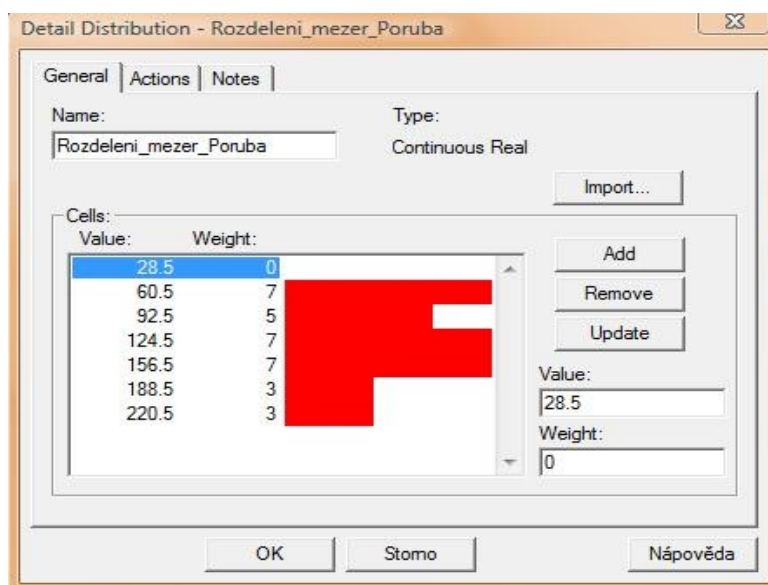 Detail Distribution - Rozdeleni_mezer_Poruba
General Actions Notes
Name: Type:
Rozdeleni_mezer_Poruba Continuous Real
Import...
Cells:
Value: Weight:
28.5 0
60.5 7
92.5 5
124.5 7
156.5 7
188.5 3
220.5 3
Add
Remove
Update
Value:
28.5
Weight:
0
OK Storno Nápověda